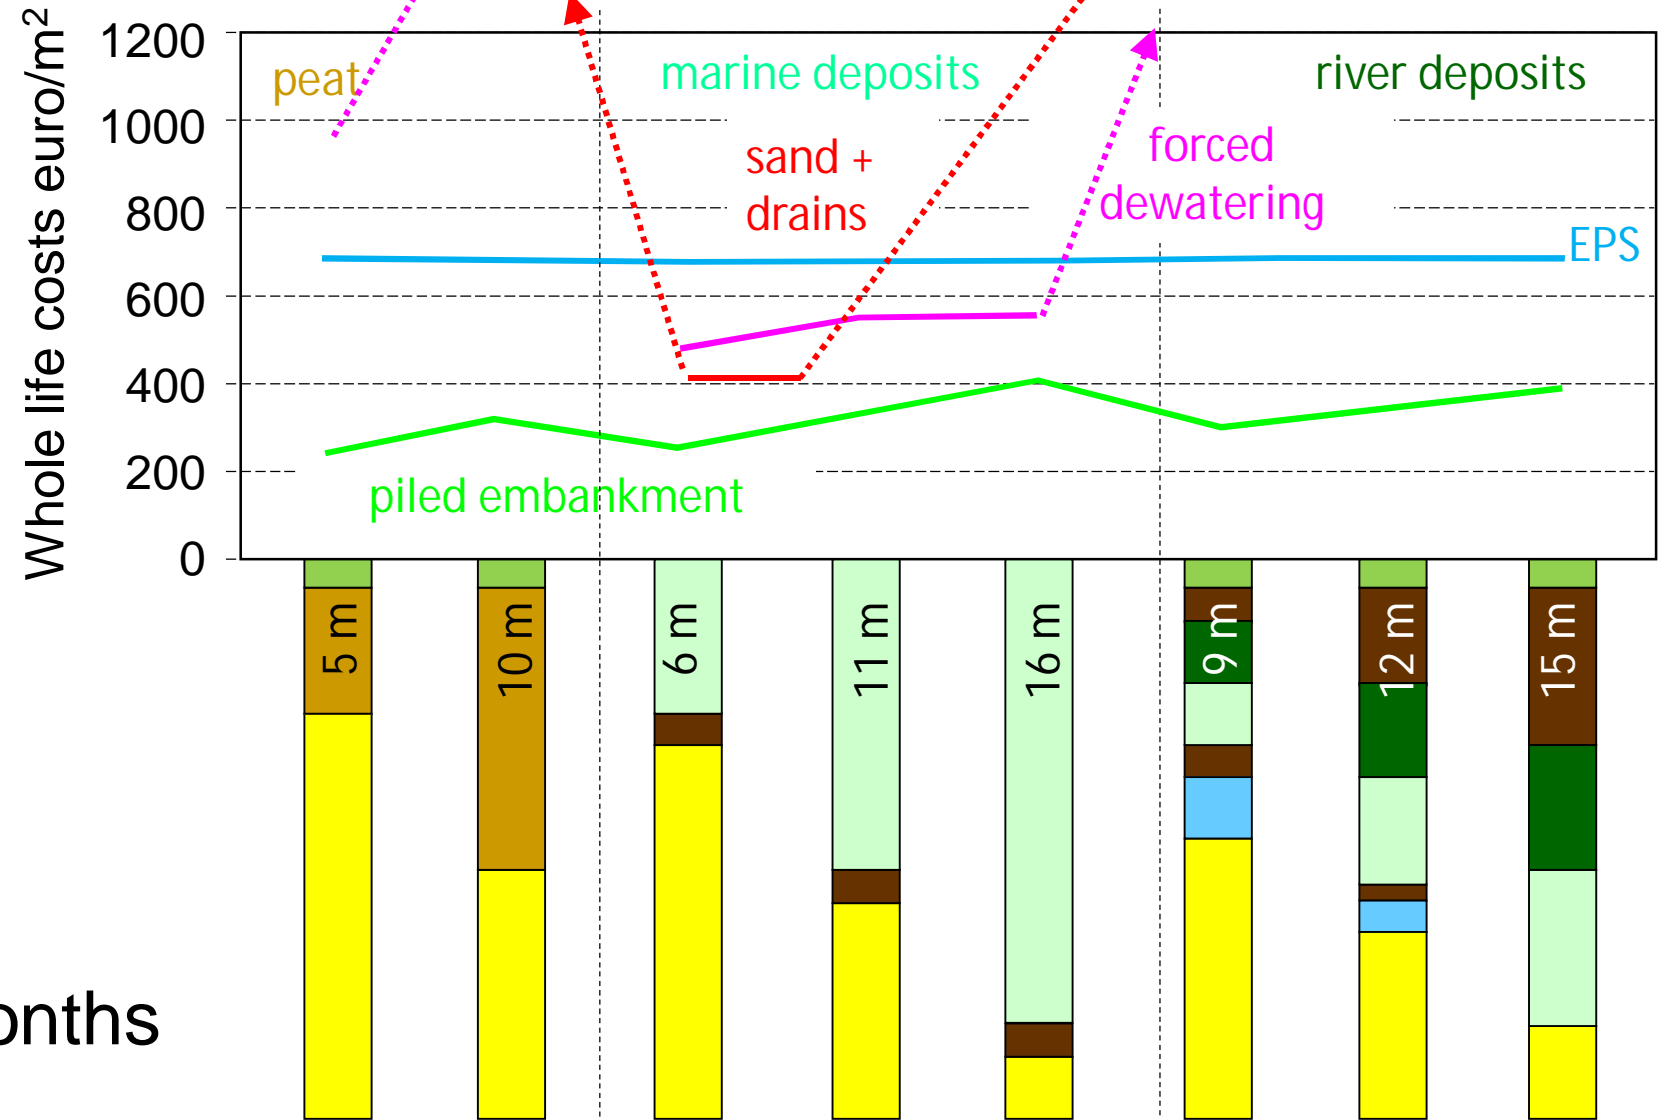 Whole life costs euro/m²
1200
1000
800
600
400
200
0
peat
marine deposits
river deposits
sand +
drains
forced
dewatering
EPS
piled embankment
5 m
10 m
6 m
11 m
16 m
9 m
12 m
15 m
onths